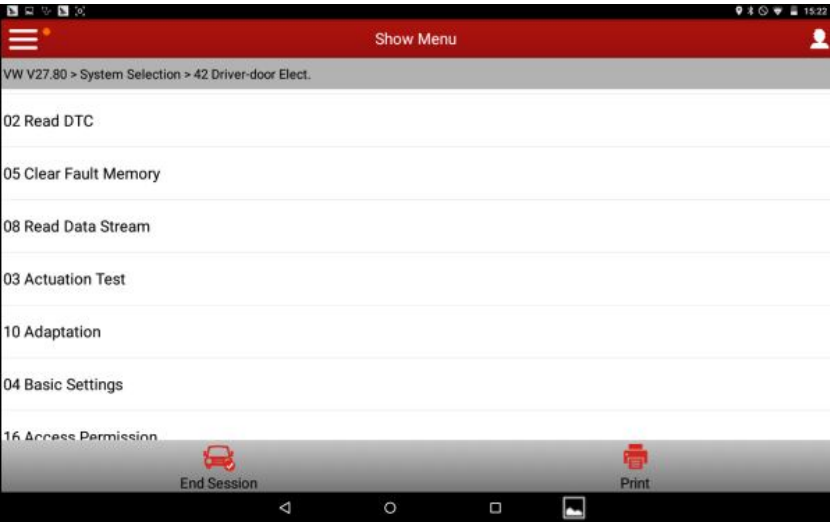 15:22
Show Menu
VW V27.80 > System Selection > 42 Driver-door Elect.
02 Read DTC
05 Clear Fault Memory
08 Read Data Stream
03 Actuation Test
10 Adaptation
04 Basic Settings
16 Access Permission
End Session
Print